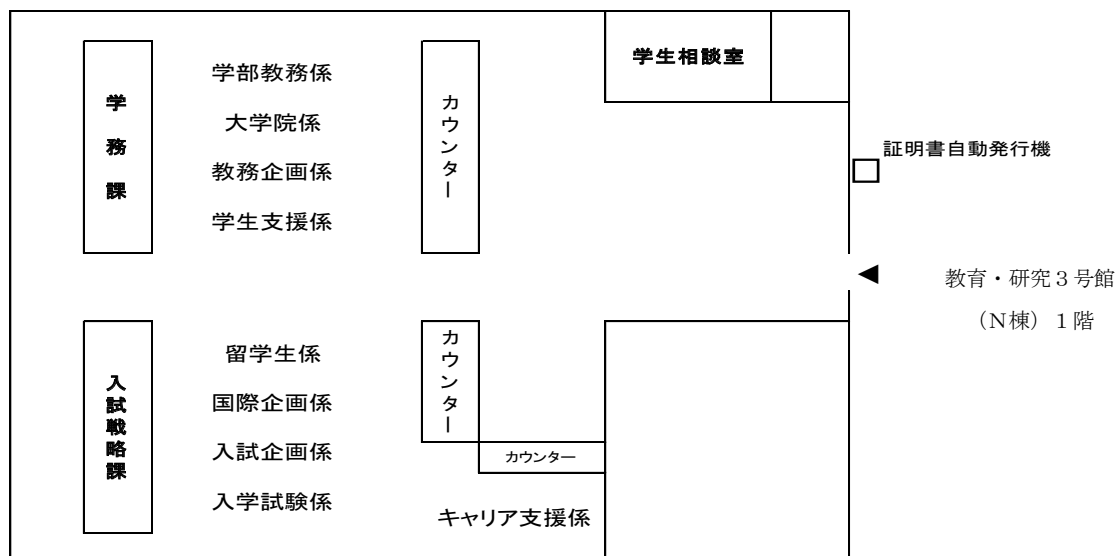 学務課
学部教務係
大学院係
教務企画係
学生支援係
カウンター
学生相談室
証明書自動発行機
教育・研究３号館
（Ｎ棟）１階
入試戦略課
留学生係
国際企画係
入試企画係
入学試験係
カウンター
カウンター
キャリア支援係